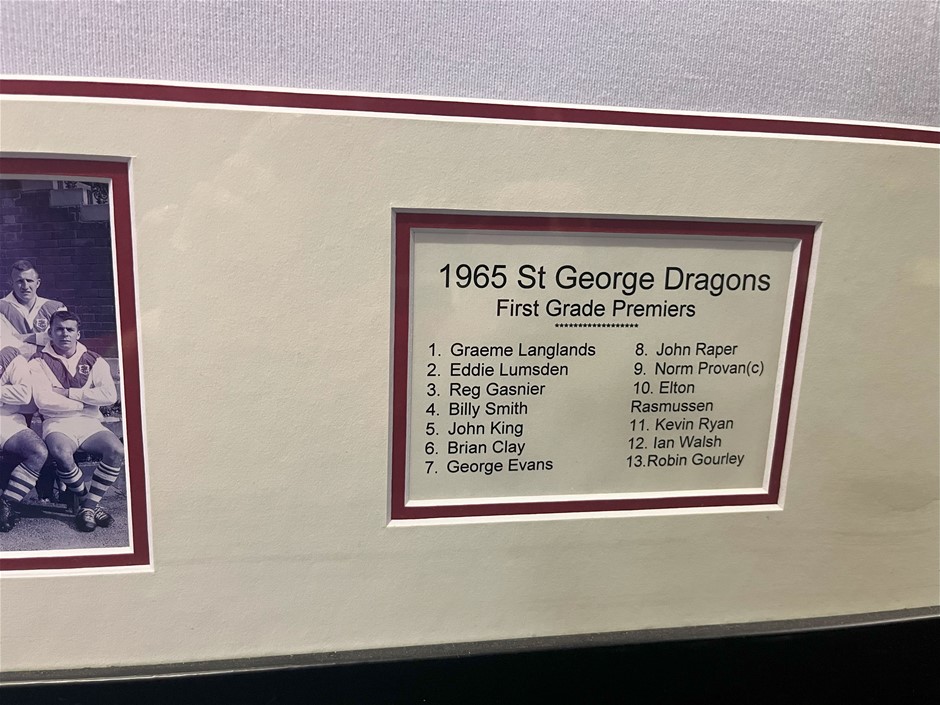 1965 St George Dragons
First Grade Premiers
******************
1. Graeme Langlands
2. Eddie Lumsden
3. Reg Gasnier
4. Billy Smith
5. John King
6. Brian Clay
7. George Evans
8. John Raper
9. Norm Provan(c)
10. Elton
Rasmussen
11. Kevin Ryan
12. Ian Walsh
13.Robin Gourley